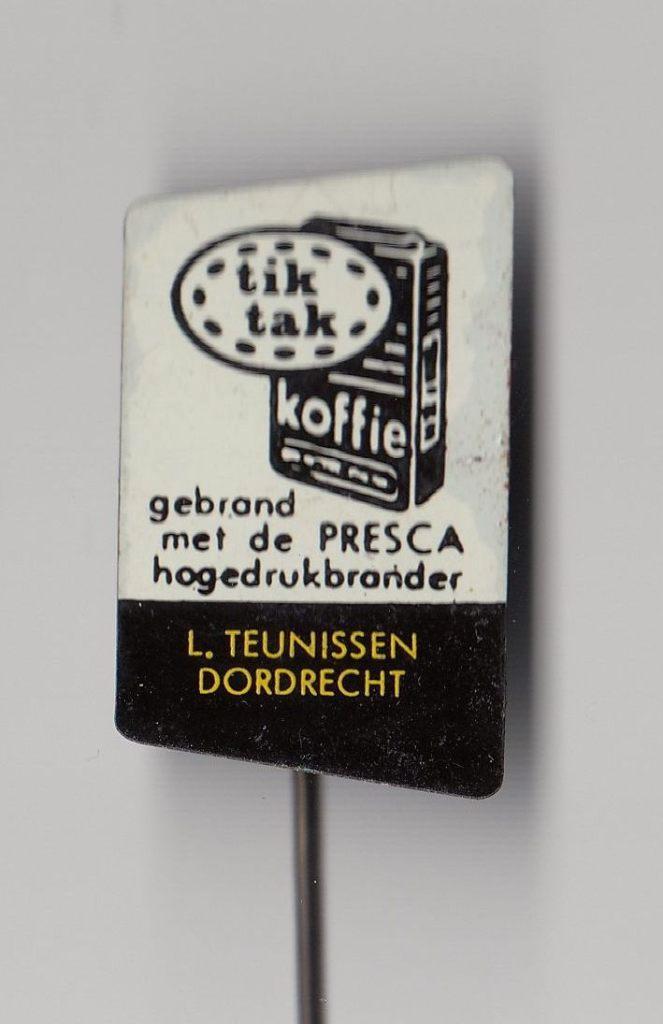 tik
tak
koffie
gebrand
met de PRESCA
hogedrukbrander
L. TEUNISSEN
DORDRECHT